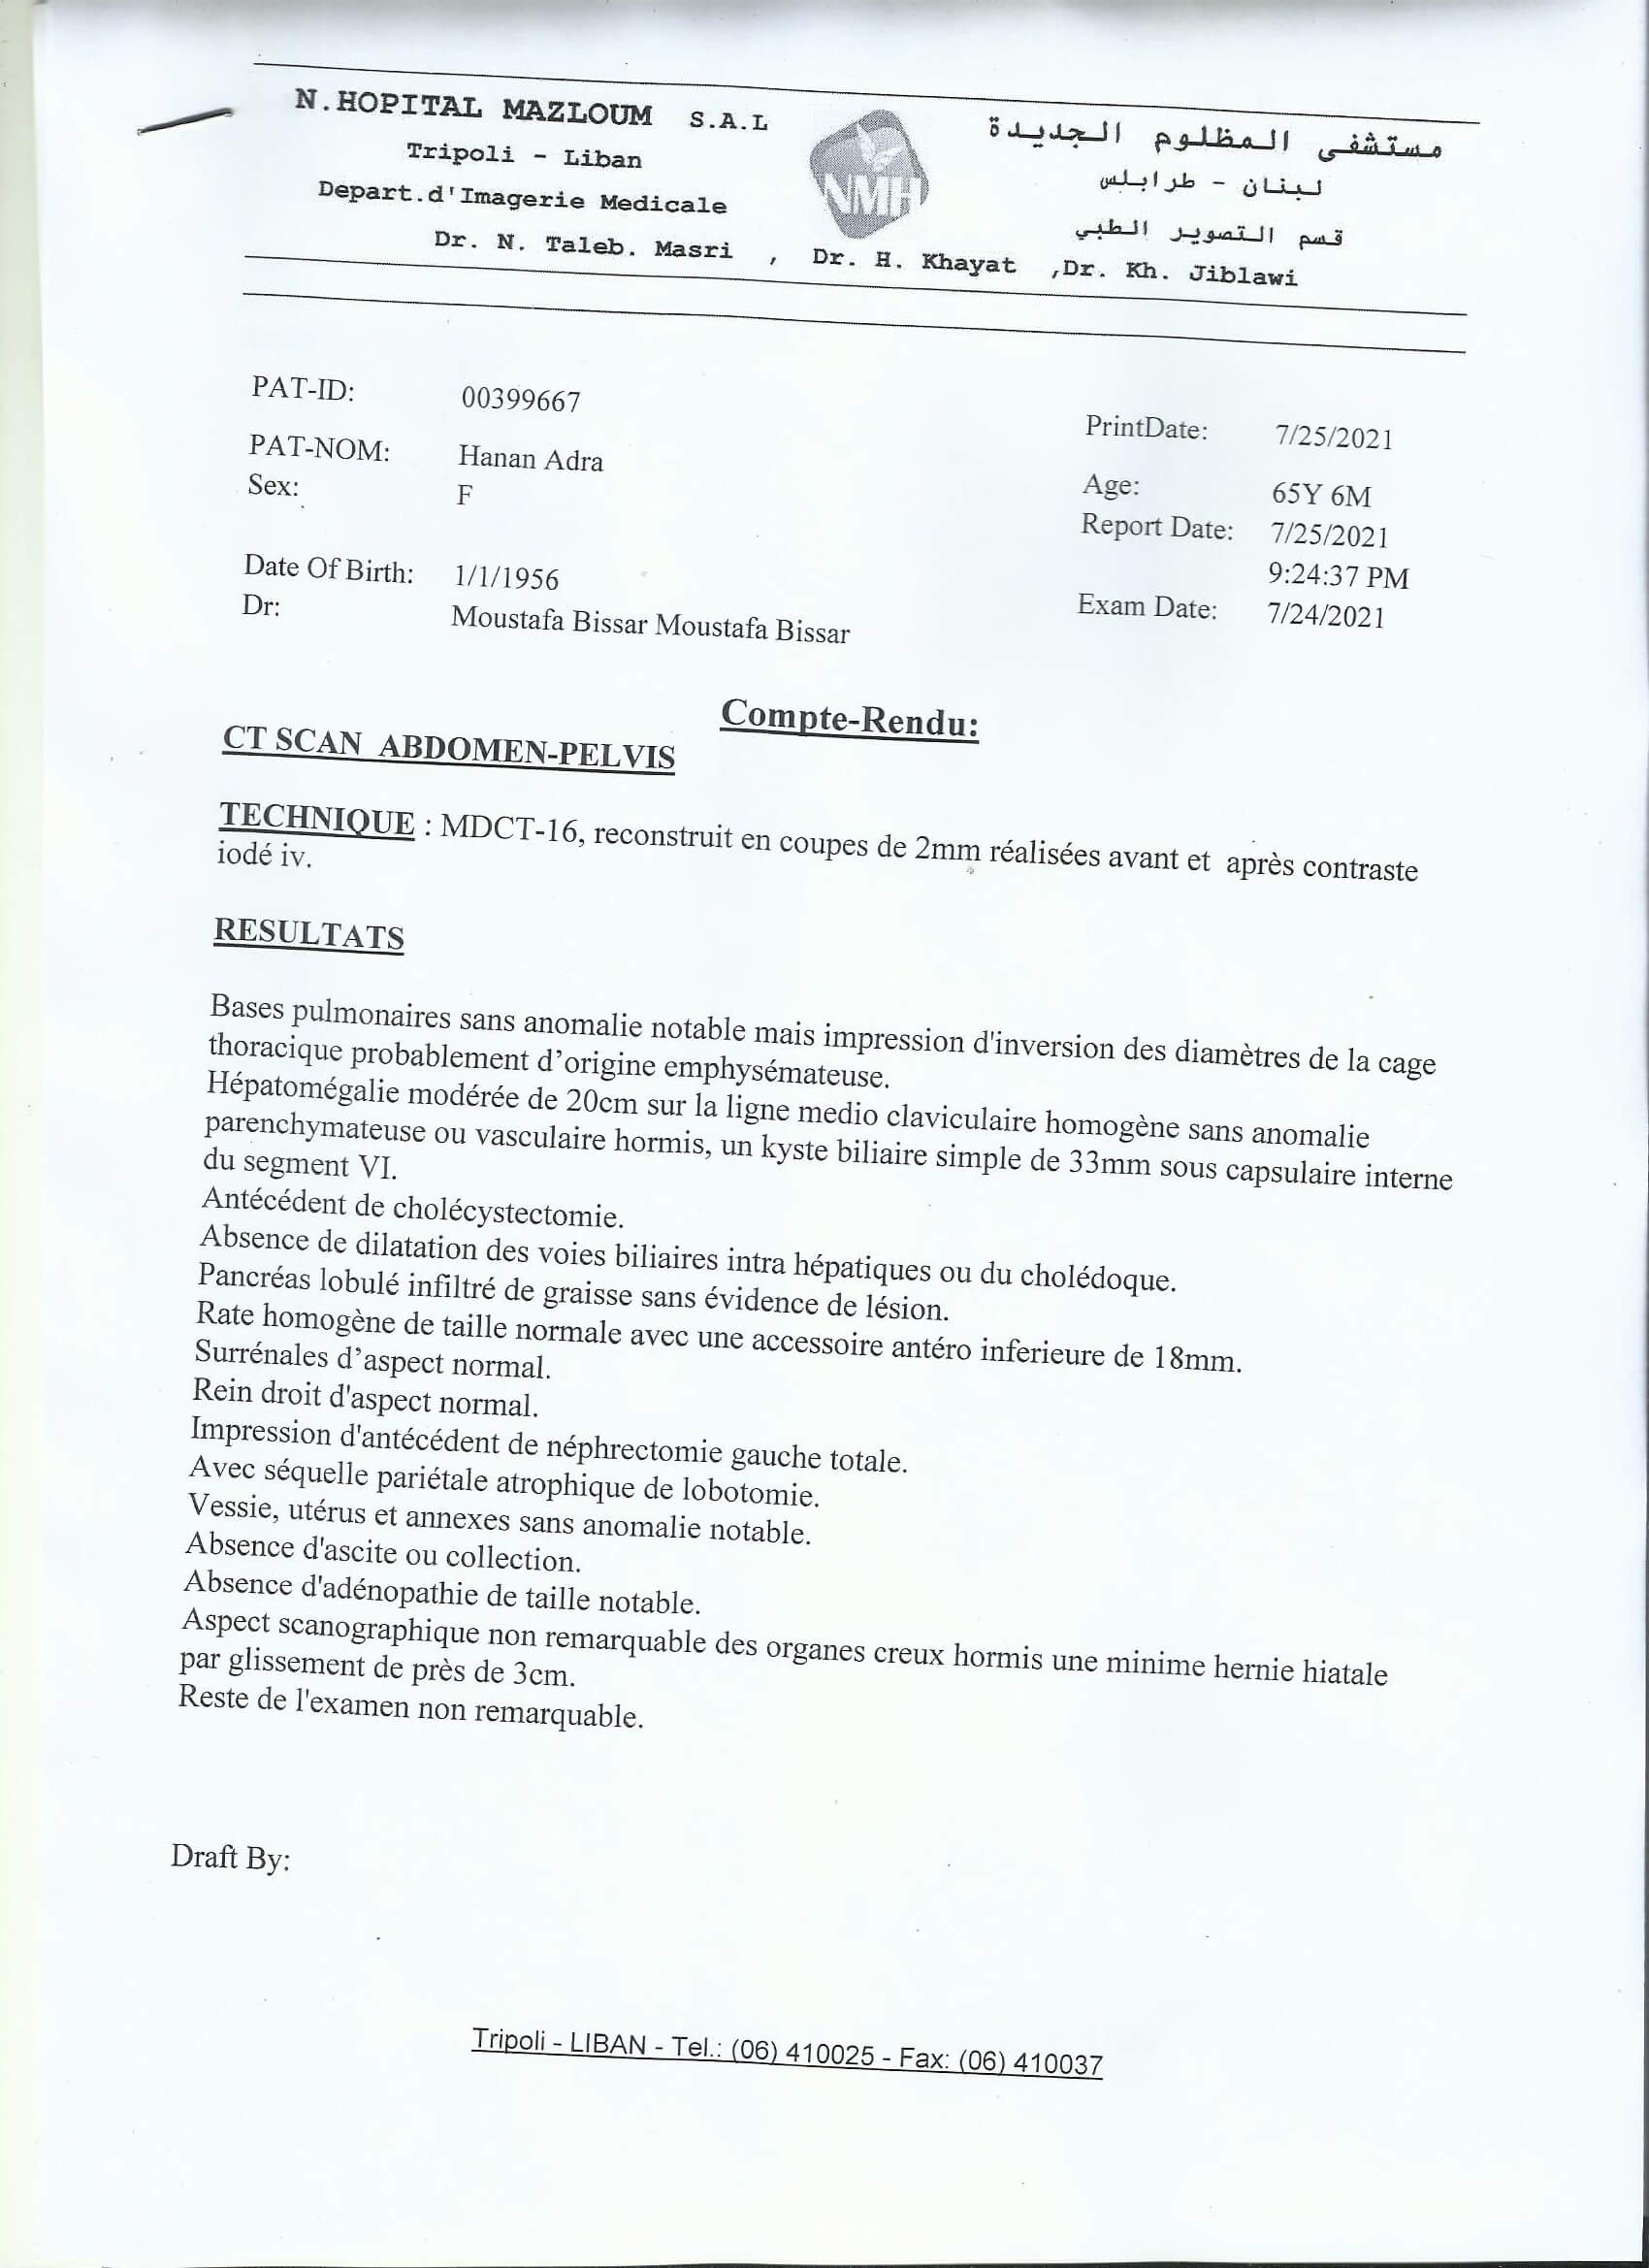 N.HOPITAL MAZLOUM S.A.L
مستشفى المظلوم الجديدة
Tripoli - Liban
لبنان - طرابلس
Depart.d'Imagerie Medicale
قسم التصوير الطبي
NMH
Dr. N. Taleb. Masri , Dr. H. Khayat ,Dr. Kh. Jiblawi
PAT-ID: 00399667
PrintDate: 7/25/2021
PAT-NOM: Hanan Adra
Age: 65Y 6M
Sex: F
Report Date: 7/25/2021
9:24:37 PM
Date Of Birth: 1/1/1956
Exam Date: 7/24/2021
Dr: Moustafa Bissar Moustafa Bissar
Compte-Rendu:
CT SCAN ABDOMEN-PELVIS
TECHNIQUE : MDCT-16, reconstruit en coupes de 2mm réalisées avant et après contraste
iodé iv.
RESULTATS
Bases pulmonaires sans anomalie notable mais impression d'inversion des diamètres de la cage
thoracique probablement d’origine emphysémateuse.
Hépatomégalie modérée de 20cm sur la ligne medio claviculaire homogène sans anomalie
parenchymateuse ou vasculaire hormis, un kyste biliaire simple de 33mm sous capsulaire interne
du segment VI.
Antécédent de cholécystectomie.
Absence de dilatation des voies biliaires intra hépatiques ou du cholédoque.
Pancréas lobulé infiltré de graisse sans évidence de lésion.
Rate homogène de taille normale avec une accessoire antéro inferieure de 18mm.
Surrénales d’aspect normal.
Rein droit d'aspect normal.
Impression d'antécédent de néphrectomie gauche totale.
Avec séquelle pariétale atrophique de lobotomie.
Vessie, utérus et annexes sans anomalie notable.
Absence d'ascite ou collection.
Absence d'adénopathie de taille notable.
Aspect scanographique non remarquable des organes creux hormis une minime hernie hiatale
par glissement de près de 3cm.
Reste de l'examen non remarquable.
Draft By:
Tripoli - LIBAN - Tel.: (06) 410025 - Fax: (06) 410037